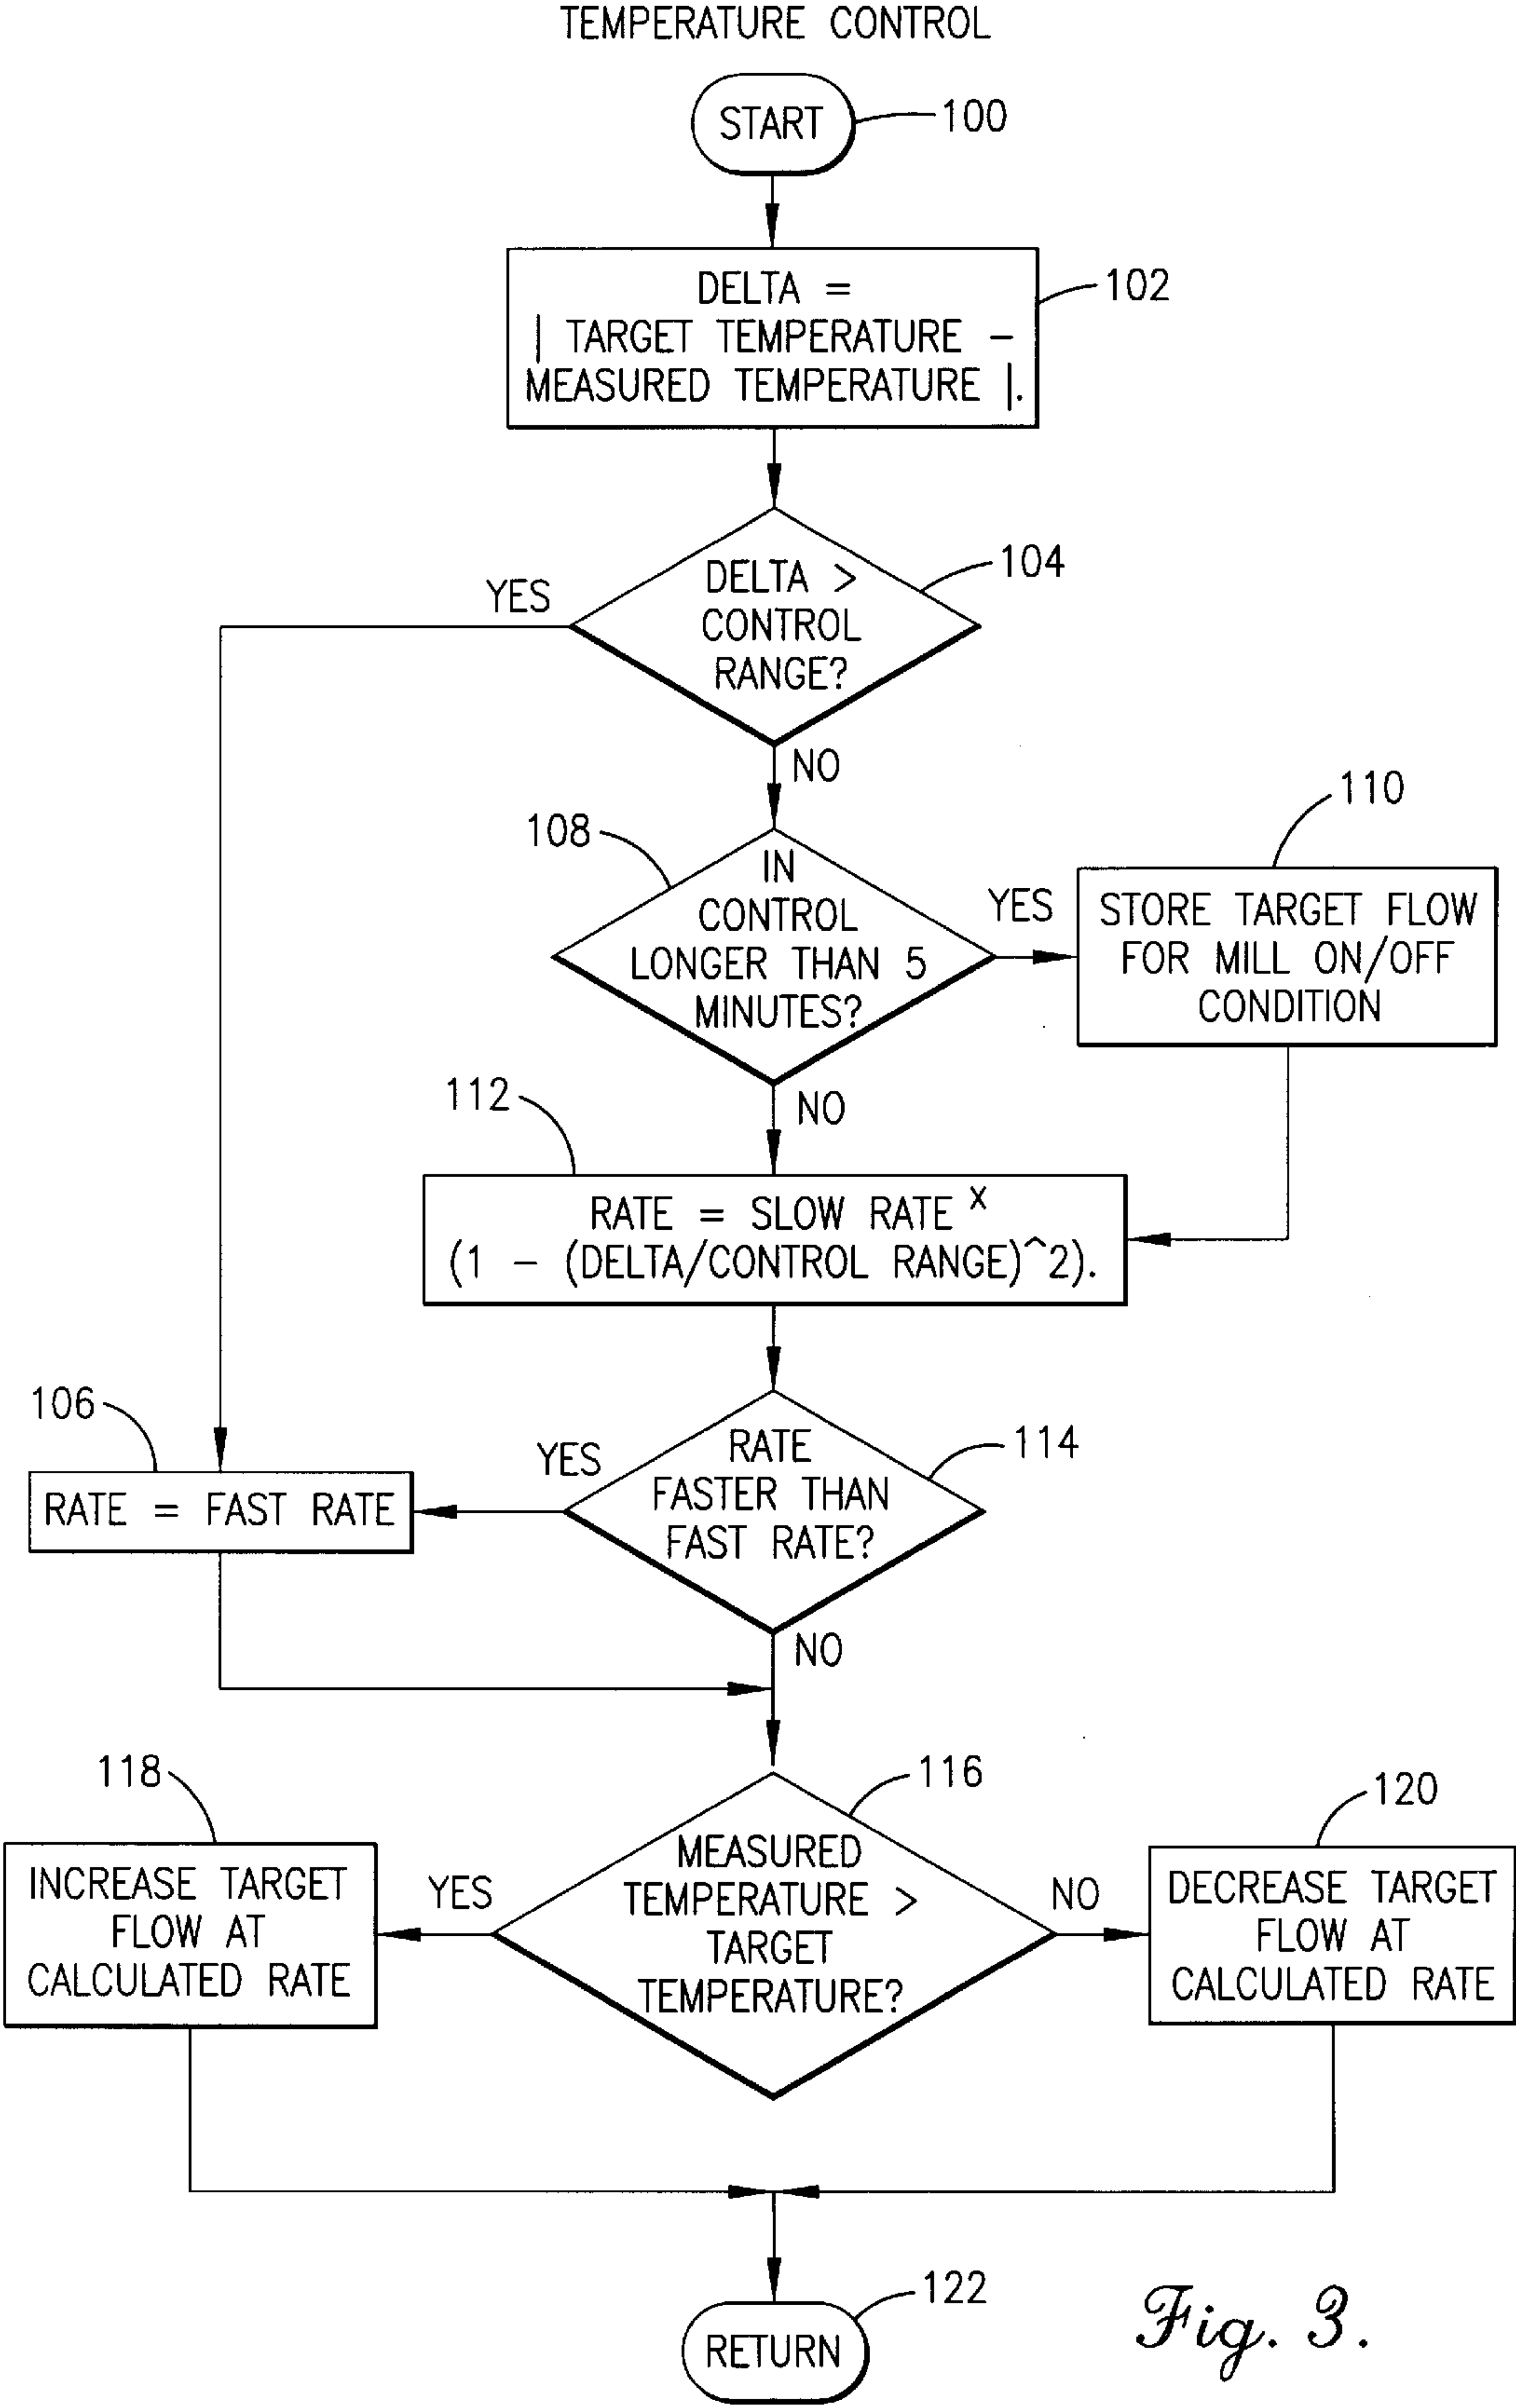 TEMPERATURE CONTROL
START
100
DELTA =
| TARGET TEMPERATURE –
MEASURED TEMPERATURE |.
102
DELTA >
CONTROL
RANGE?
104
YES
NO
108
IN
CONTROL
LONGER THAN 5
MINUTES?
YES
110
STORE TARGET FLOW
FOR MILL ON/OFF
CONDITION
NO
112
RATE = SLOW RATE x
(1 – (DELTA/CONTROL RANGE)^2).
106
RATE = FAST RATE
YES
RATE
FASTER THAN
FAST RATE?
114
NO
118
INCREASE TARGET
FLOW AT
CALCULATED RATE
YES
116
MEASURED
TEMPERATURE >
TARGET
TEMPERATURE?
NO
120
DECREASE TARGET
FLOW AT
CALCULATED RATE
122
RETURN
Fig. 3.